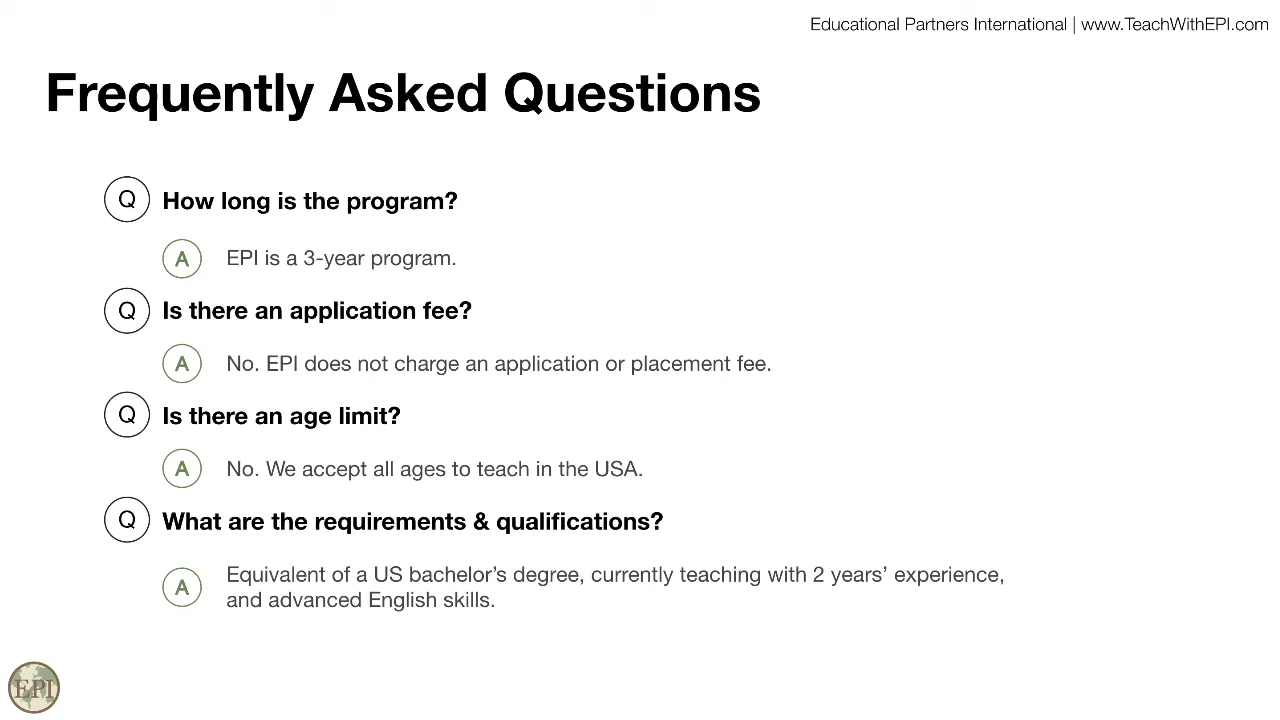 Educational Partners International | www.TeachWithEPI.com
Frequently Asked Questions
Q How long is the program?
A EPI is a 3-year program.
Q Is there an application fee?
A No. EPI does not charge an application or placement fee.
Q Is there an age limit?
A No. We accept all ages to teach in the USA.
Q What are the requirements & qualifications?
A Equivalent of a US bachelor’s degree, currently teaching with 2 years’ experience,
and advanced English skills.
EPI